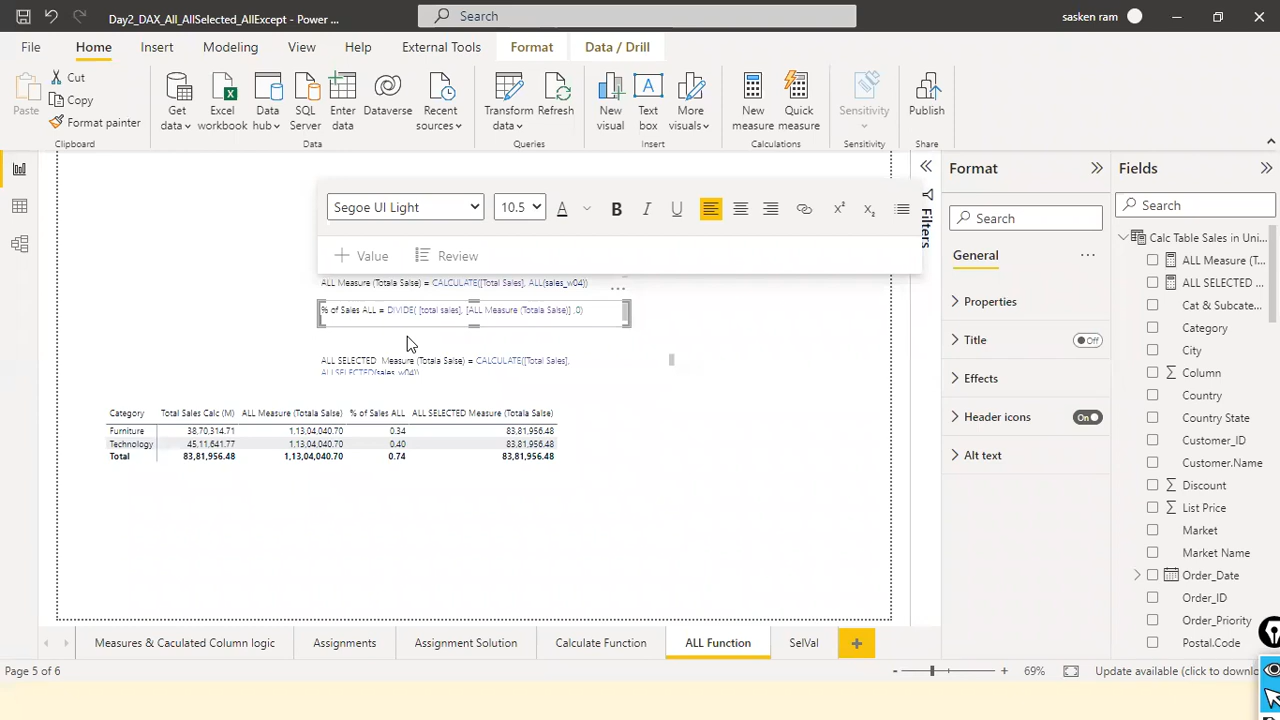 Day2_DAX_All_AllSelected_AllExcept - Power ...
Search
sasken ram
File
Home
Insert
Modeling
View
Help
External Tools
Format
Data / Drill
Paste
Cut
Copy
Format painter
Clipboard
Get data
Excel workbook
Data hub
SQL Server
Enter data
Dataverse
Recent sources
Data
Transform data
Refresh
Queries
New visual
Text box
More visuals
Insert
New measure
Quick measure
Calculations
Sensitivity
Sensitivity
Publish
Share
Segoe UI Light
10.5
Value
Review
ALL Measure (Totala Salse) = CALCULATE([Total Sales], ALL(sales_w04))
% of Sales ALL = DIVIDE( [total sales], [ALL Measure (Totala Salse)] ,0)
ALL SELECTED Measure (Totala Salse) = CALCULATE([Total Sales],
ALLSELECTED(sales_w04))
Category Total Sales Calc (M) ALL Measure (Totala Salse) % of Sales ALL ALL SELECTED Measure (Totala Salse)
Furniture 38,70,314.71 1,13,04,040.70 0.34 83,81,956.48
Technology 45,11,641.77 1,13,04,040.70 0.40 83,81,956.48
Total 83,81,956.48 1,13,04,040.70 0.74 83,81,956.48
Filters
Format
Search
General
Properties
Title
Off
Effects
Header icons
On
Alt text
Fields
Search
Calc Table Sales in Uni...
ALL Measure (T...
ALL SELECTED ...
Cat & Subcate...
Category
City
Column
Country
Country State
Customer_ID
Customer.Name
Discount
List Price
Market
Market Name
Order_Date
Order_ID
Order_Priority
Postal.Code
Measures & Caculated Column logic
Assignments
Assignment Solution
Calculate Function
ALL Function
SelVal
Page 5 of 6
69%
Update available (click to downlo